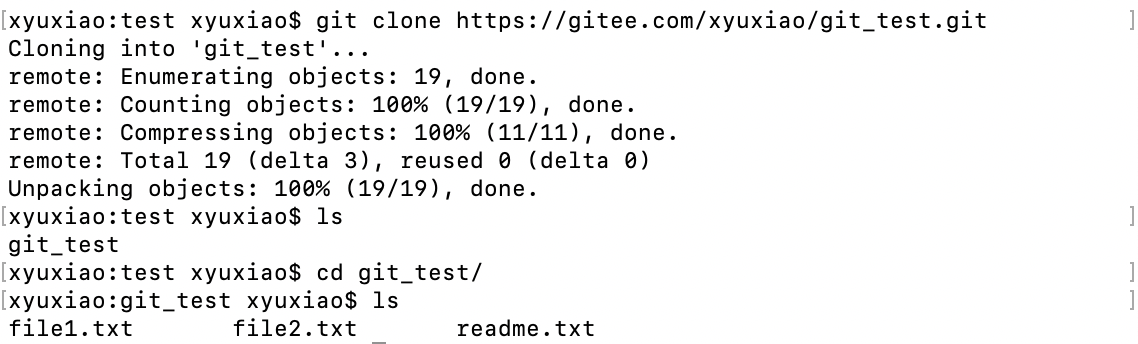 [xyuxiao:test xyuxiao$ git clone https://gitee.com/xyuxiao/git_test.git ]
Cloning into 'git_test'...
remote: Enumerating objects: 19, done.
remote: Counting objects: 100% (19/19), done.
remote: Compressing objects: 100% (11/11), done.
remote: Total 19 (delta 3), reused 0 (delta 0)
Unpacking objects: 100% (19/19), done.
[xyuxiao:test xyuxiao$ ls ]
git_test
[xyuxiao:test xyuxiao$ cd git_test/ ]
[xyuxiao:git_test xyuxiao$ ls ]
file1.txt file2.txt readme.txt